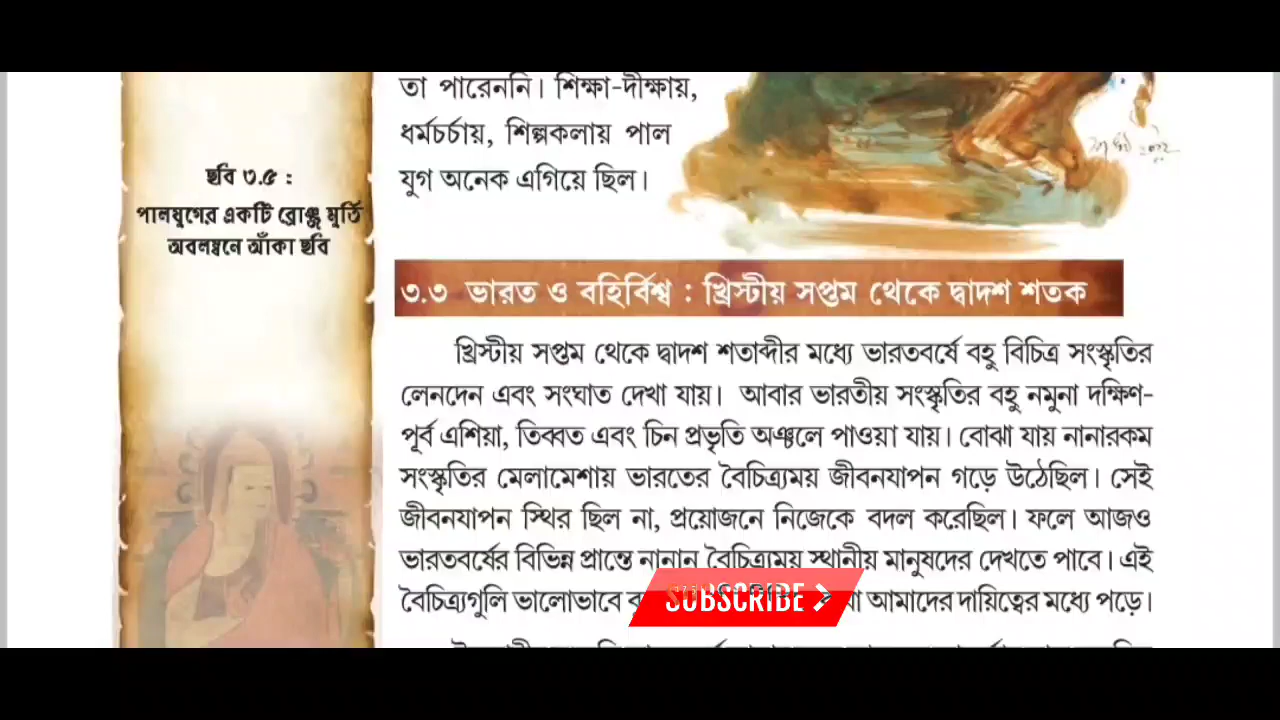 তা পারেননি। শিক্ষা-দীক্ষায়,
ধর্মচর্চায়, শিল্পকলায় পাল
যুগ অনেক এগিয়ে ছিল।
ছবি ৩.৫ :
পালযুগের একটি ব্রোঞ্জ মূর্তি
অবলম্বনে আঁকা ছবি
৩.৩ ভারত ও বহির্বিশ্ব : খ্রিস্টীয় সপ্তম থেকে দ্বাদশ শতক
খ্রিস্টীয় সপ্তম থেকে দ্বাদশ শতাব্দীর মধ্যে ভারতবর্ষে বহু বিচিত্র সংস্কৃতির
লেনদেন এবং সংঘাত দেখা যায়। আবার ভারতীয় সংস্কৃতির বহু নমুনা দক্ষিণ-
পূর্ব এশিয়া, তিব্বত এবং চিন প্রভৃতি অঞ্চলে পাওয়া যায়। বোঝা যায় নানারকম
সংস্কৃতির মেলামেশায় ভারতের বৈচিত্র্যময় জীবনযাপন গড়ে উঠেছিল। সেই
জীবনযাপন স্থির ছিল না, প্রয়োজনে নিজেকে বদল করেছিল। ফলে আজও
ভারতবর্ষের বিভিন্ন প্রান্তে নানান বৈচিত্র্যময় স্থানীয় মানুষদের দেখতে পাবে। এই
বৈচিত্র্যগুলি ভালোভাবে আমাদের দায়িত্বের মধ্যে পড়ে।
SUBSCRIBE